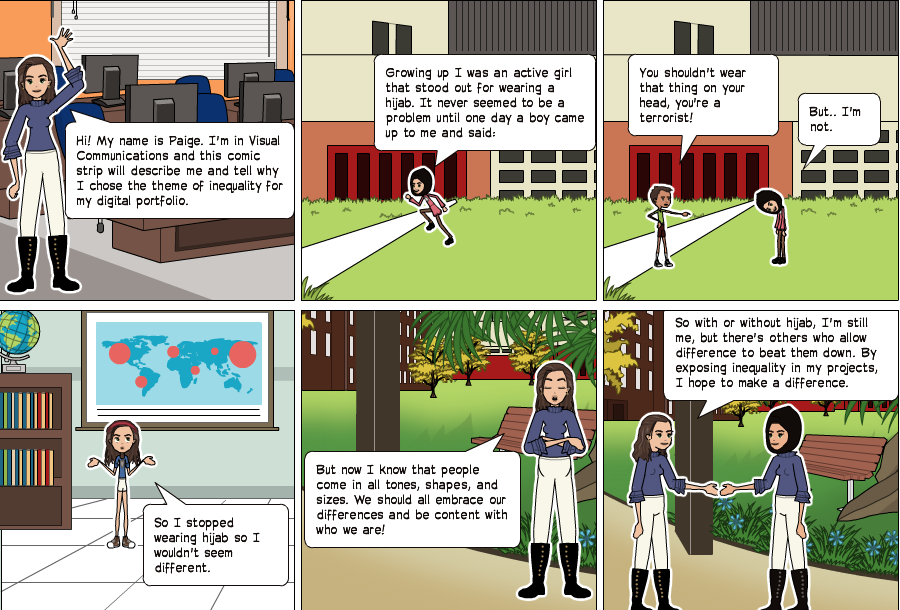 Hi! My name is Paige. I'm in Visual
Communications and this comic
strip will describe me and tell why
I chose the theme of inequality for
my digital portfolio.
Growing up I was an active girl
that stood out for wearing a
hijab. It never seemed to be a
problem until one day a boy came
up to me and said:
You shouldn't wear
that thing on your
head, you're a
terrorist!
But.. I'm
not.
So I stopped
wearing hijab so I
wouldn't seem
different.
But now I know that people
come in all tones, shapes, and
sizes. We should all embrace our
differences and be content with
who we are!
So with or without hijab, I'm still
me, but there's others who allow
difference to beat them down. By
exposing inequality in my projects,
I hope to make a difference.